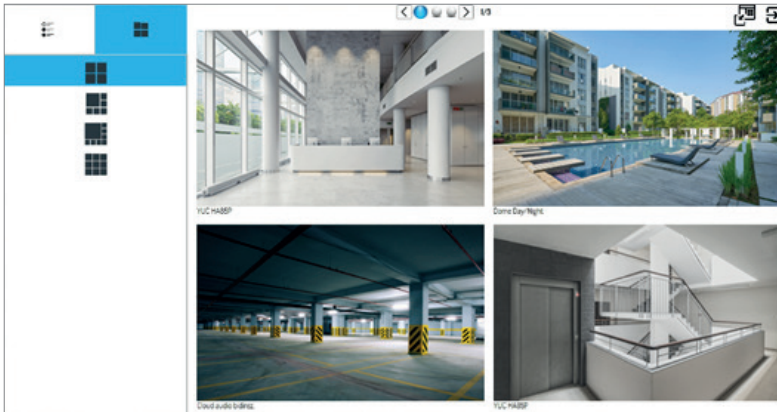 1/3
YUC HA85P
Dome Day/Night
Cloud audio bidirez.
YUC HA85P